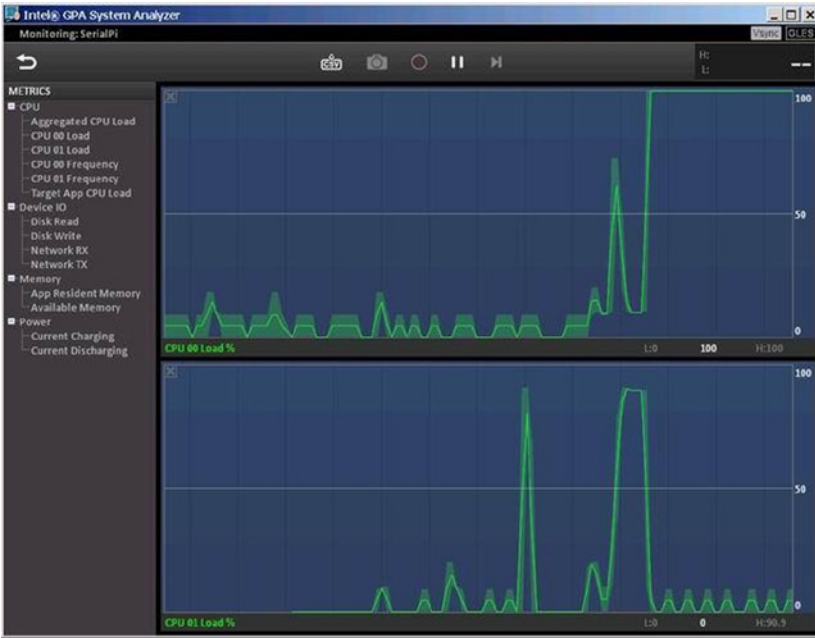 Intel® GPA System Analyzer
Monitoring: SerialPi
Vsync GLES
CSV
H:
L:
--
METRICS
CPU
Aggregated CPU Load
CPU 00 Load
CPU 01 Load
CPU 00 Frequency
CPU 01 Frequency
Target App CPU Load
Device IO
Disk Read
Disk Write
Network RX
Network TX
Memory
App Resident Memory
Available Memory
Power
Current Charging
Current Discharging
100
50
0
CPU 00 Load % L:0 100 H:100
100
50
0
CPU 01 Load % L:0 0 H:90.9